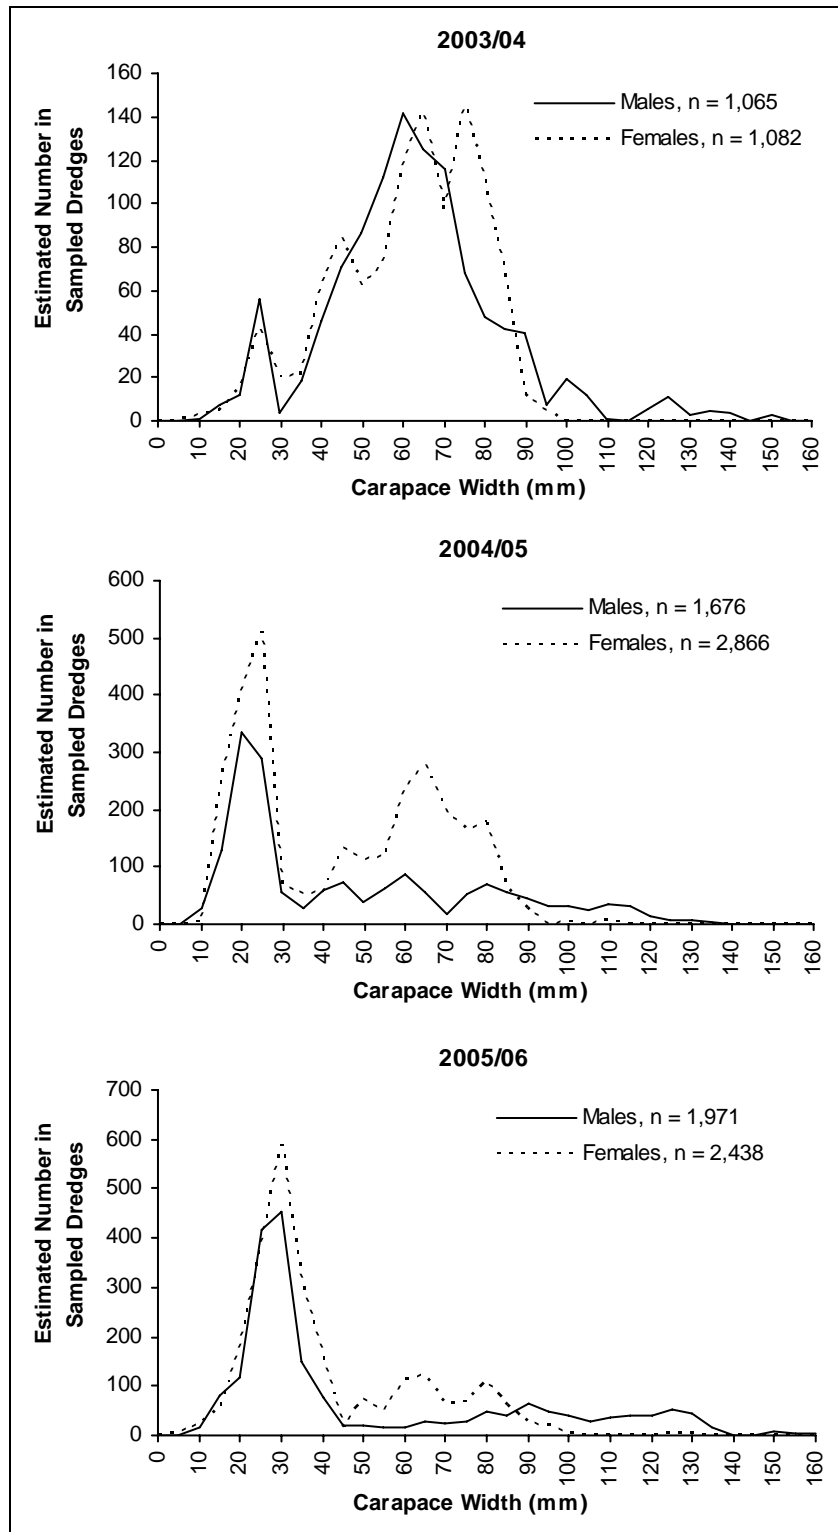 2003/04
Estimated Number in
Sampled Dredges
160
140
120
100
80
60
40
20
0
Males, n = 1,065
Females, n = 1,082
0 10 20 30 40 50 60 70 80 90 100 110 120 130 140 150 160
Carapace Width (mm)
2004/05
Estimated Number in
Sampled Dredges
600
500
400
300
200
100
0
Males, n = 1,676
Females, n = 2,866
0 10 20 30 40 50 60 70 80 90 100 110 120 130 140 150 160
Carapace Width (mm)
2005/06
Estimated Number in
Sampled Dredges
700
600
500
400
300
200
100
0
Males, n = 1,971
Females, n = 2,438
0 10 20 30 40 50 60 70 80 90 100 110 120 130 140 150 160
Carapace Width (mm)